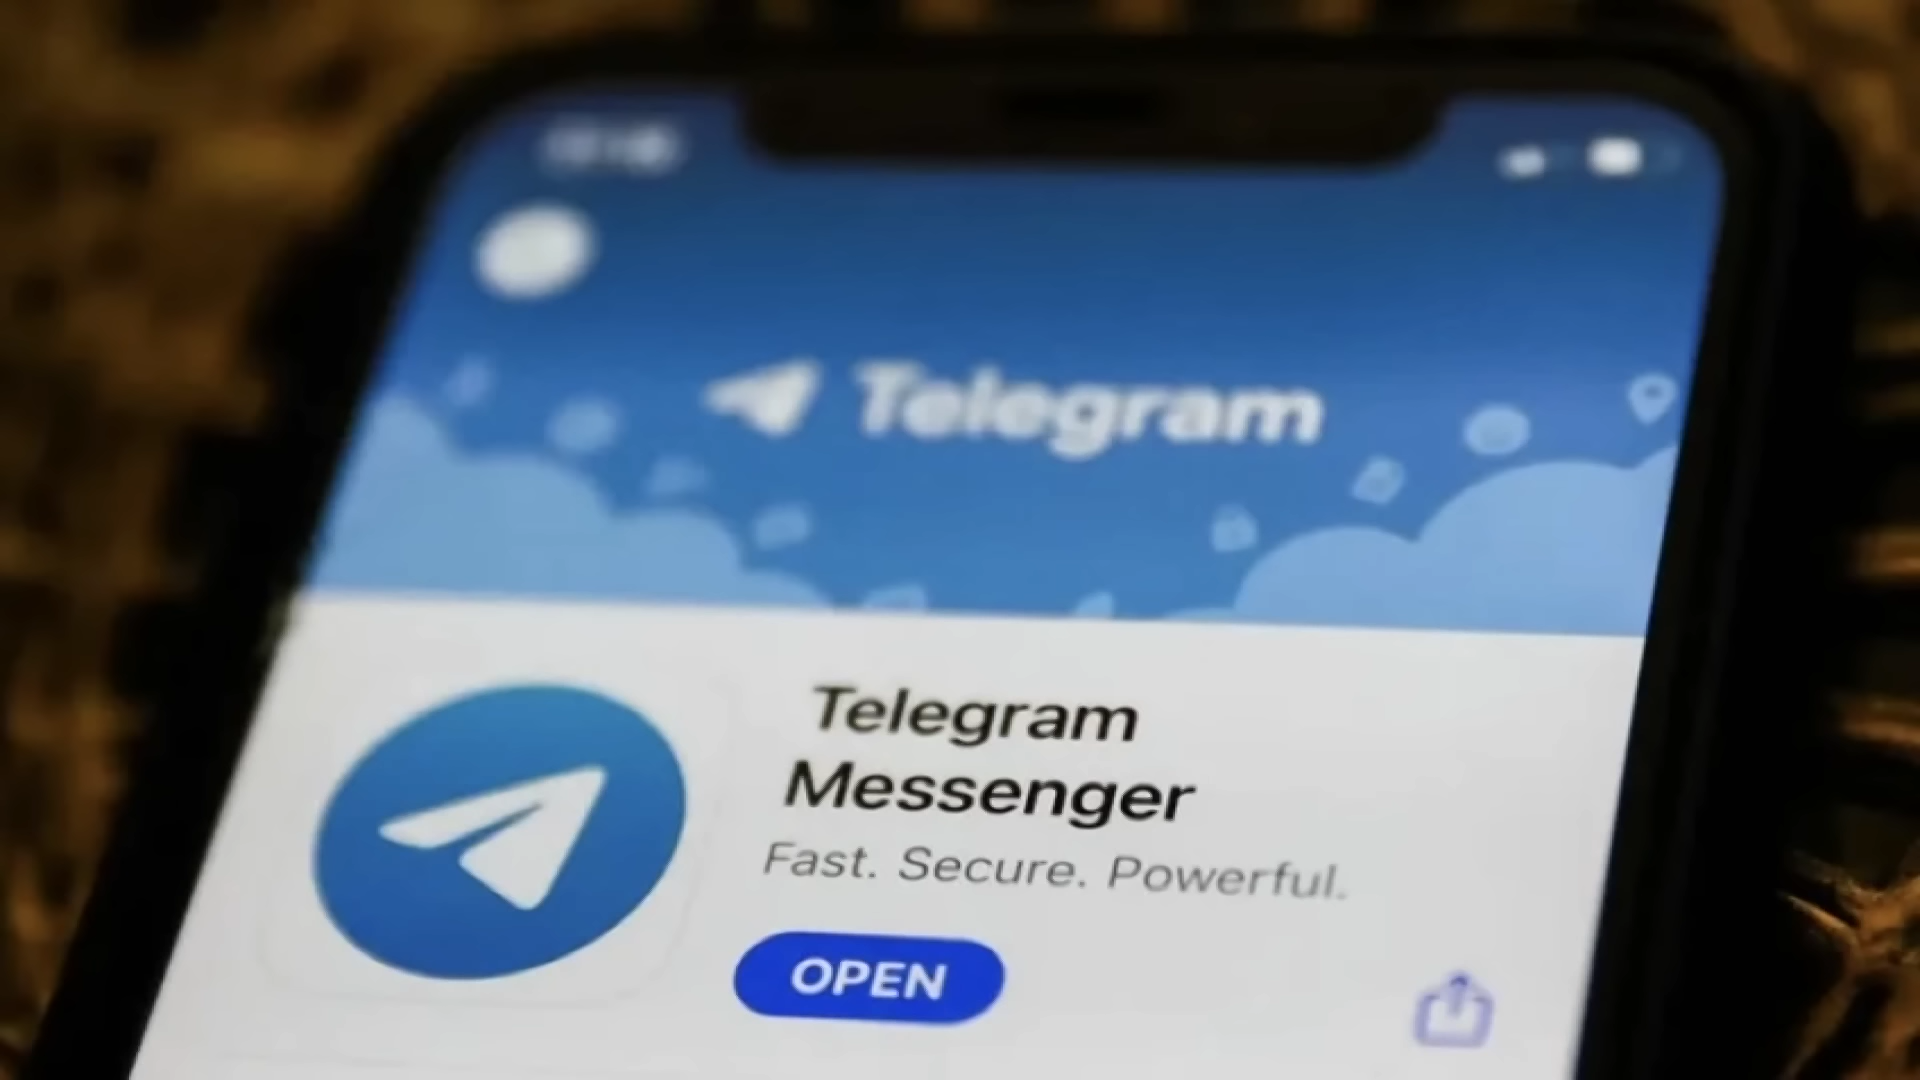 Telegram
Telegram
Messenger
Fast. Secure. Powerful.
OPEN